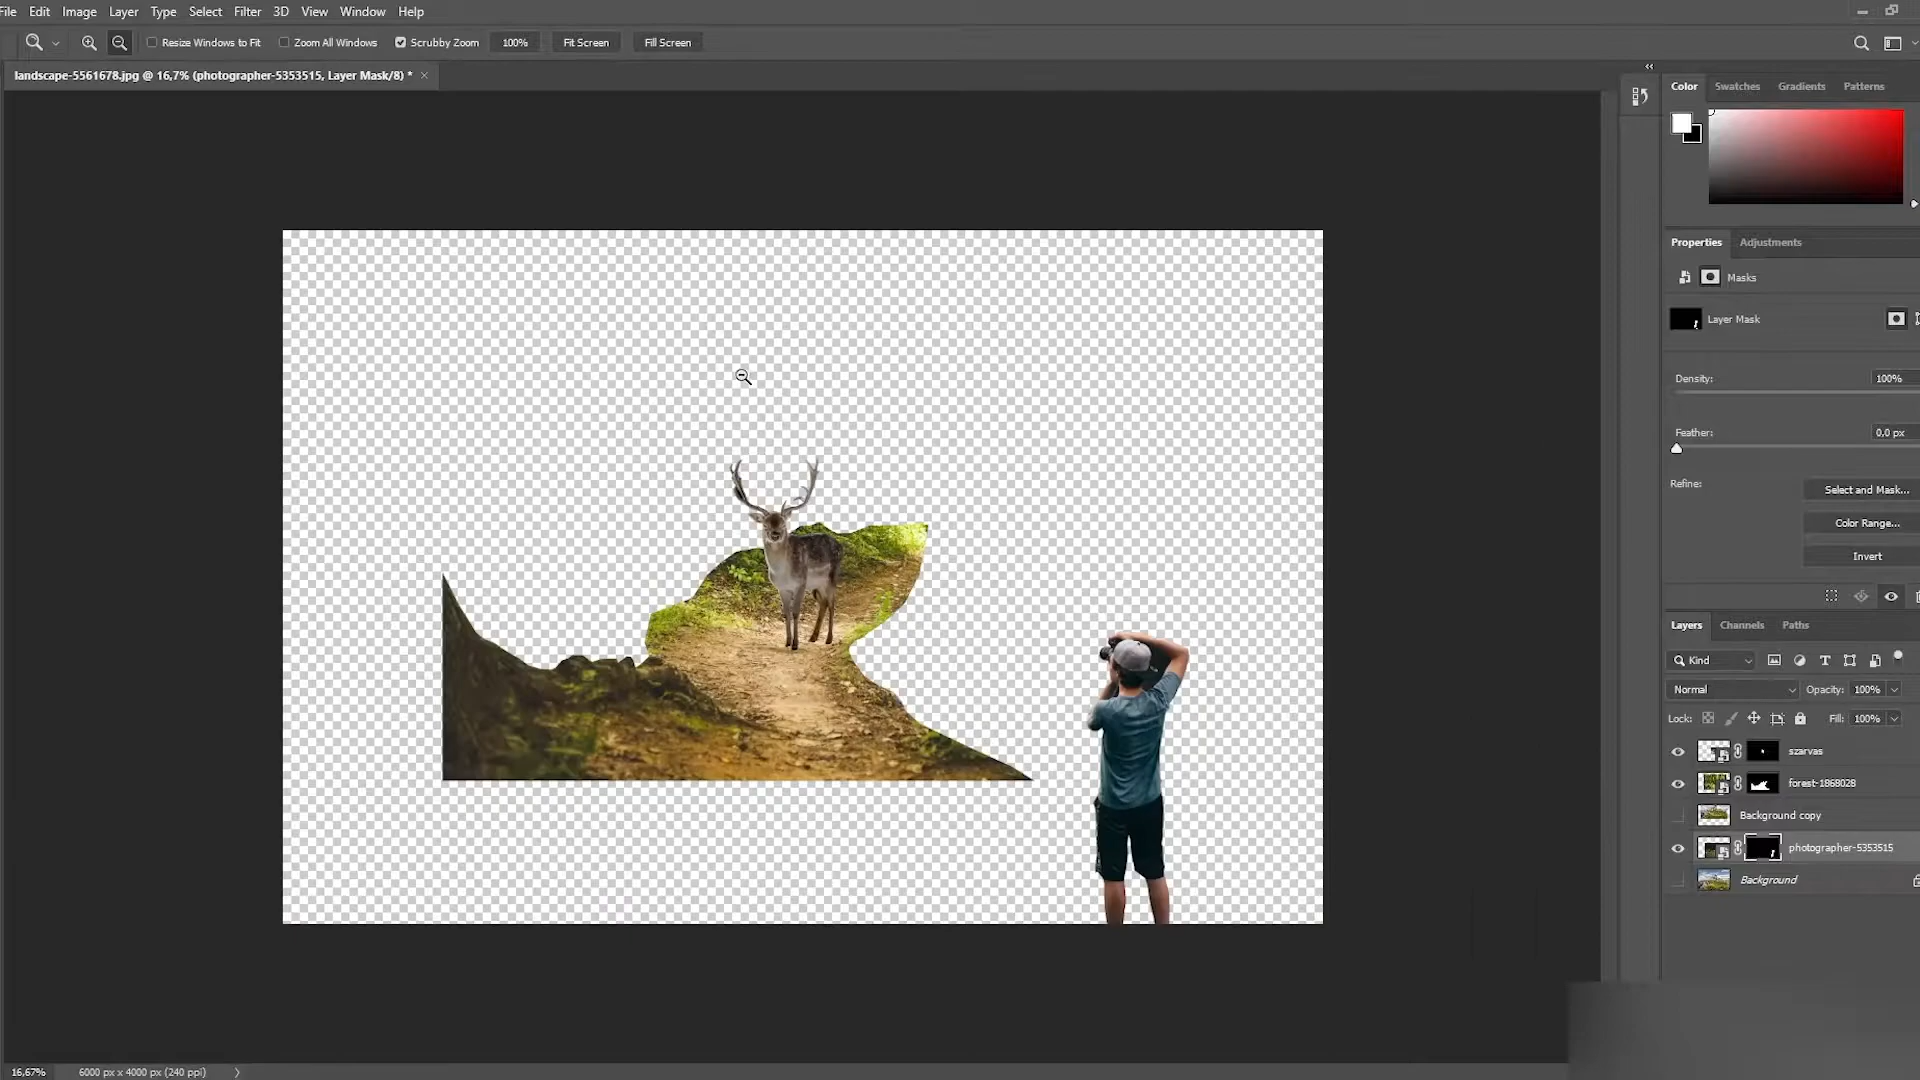 File Edit Image Layer Type Select Filter 3D View Window Help
Resize Windows to Fit Zoom All Windows Scrubby Zoom 100% Fit Screen Fill Screen
landscape-5561678.jpg @ 16,7% (photographer-5353515, Layer Mask/8) * ×
Color Swatches Gradients Patterns
Properties Adjustments
Masks
Layer Mask
Density: 100%
Feather: 0,0 px
Refine: Select and Mask...
Color Range...
Invert
Layers Channels Paths
Kind
Normal Opacity: 100%
Lock: Fill: 100%
szarvas
forest-1868028
Background copy
photographer-5353515
Background
16,67% 6000 px x 4000 px (240 ppi)